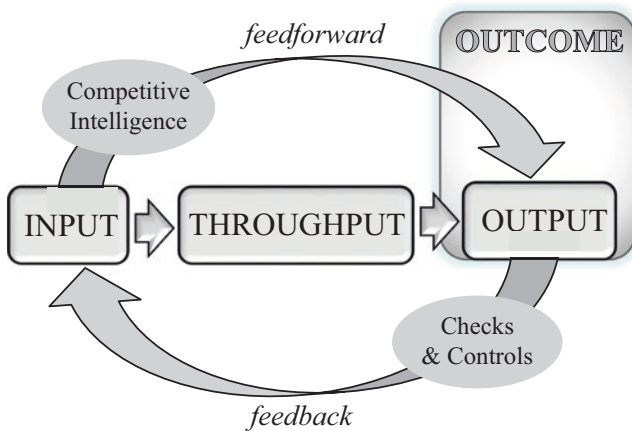 feedforward
OUTCOME
Competitive
Intelligence
INPUT
THROUGHPUT
OUTPUT
Checks
& Controls
feedback